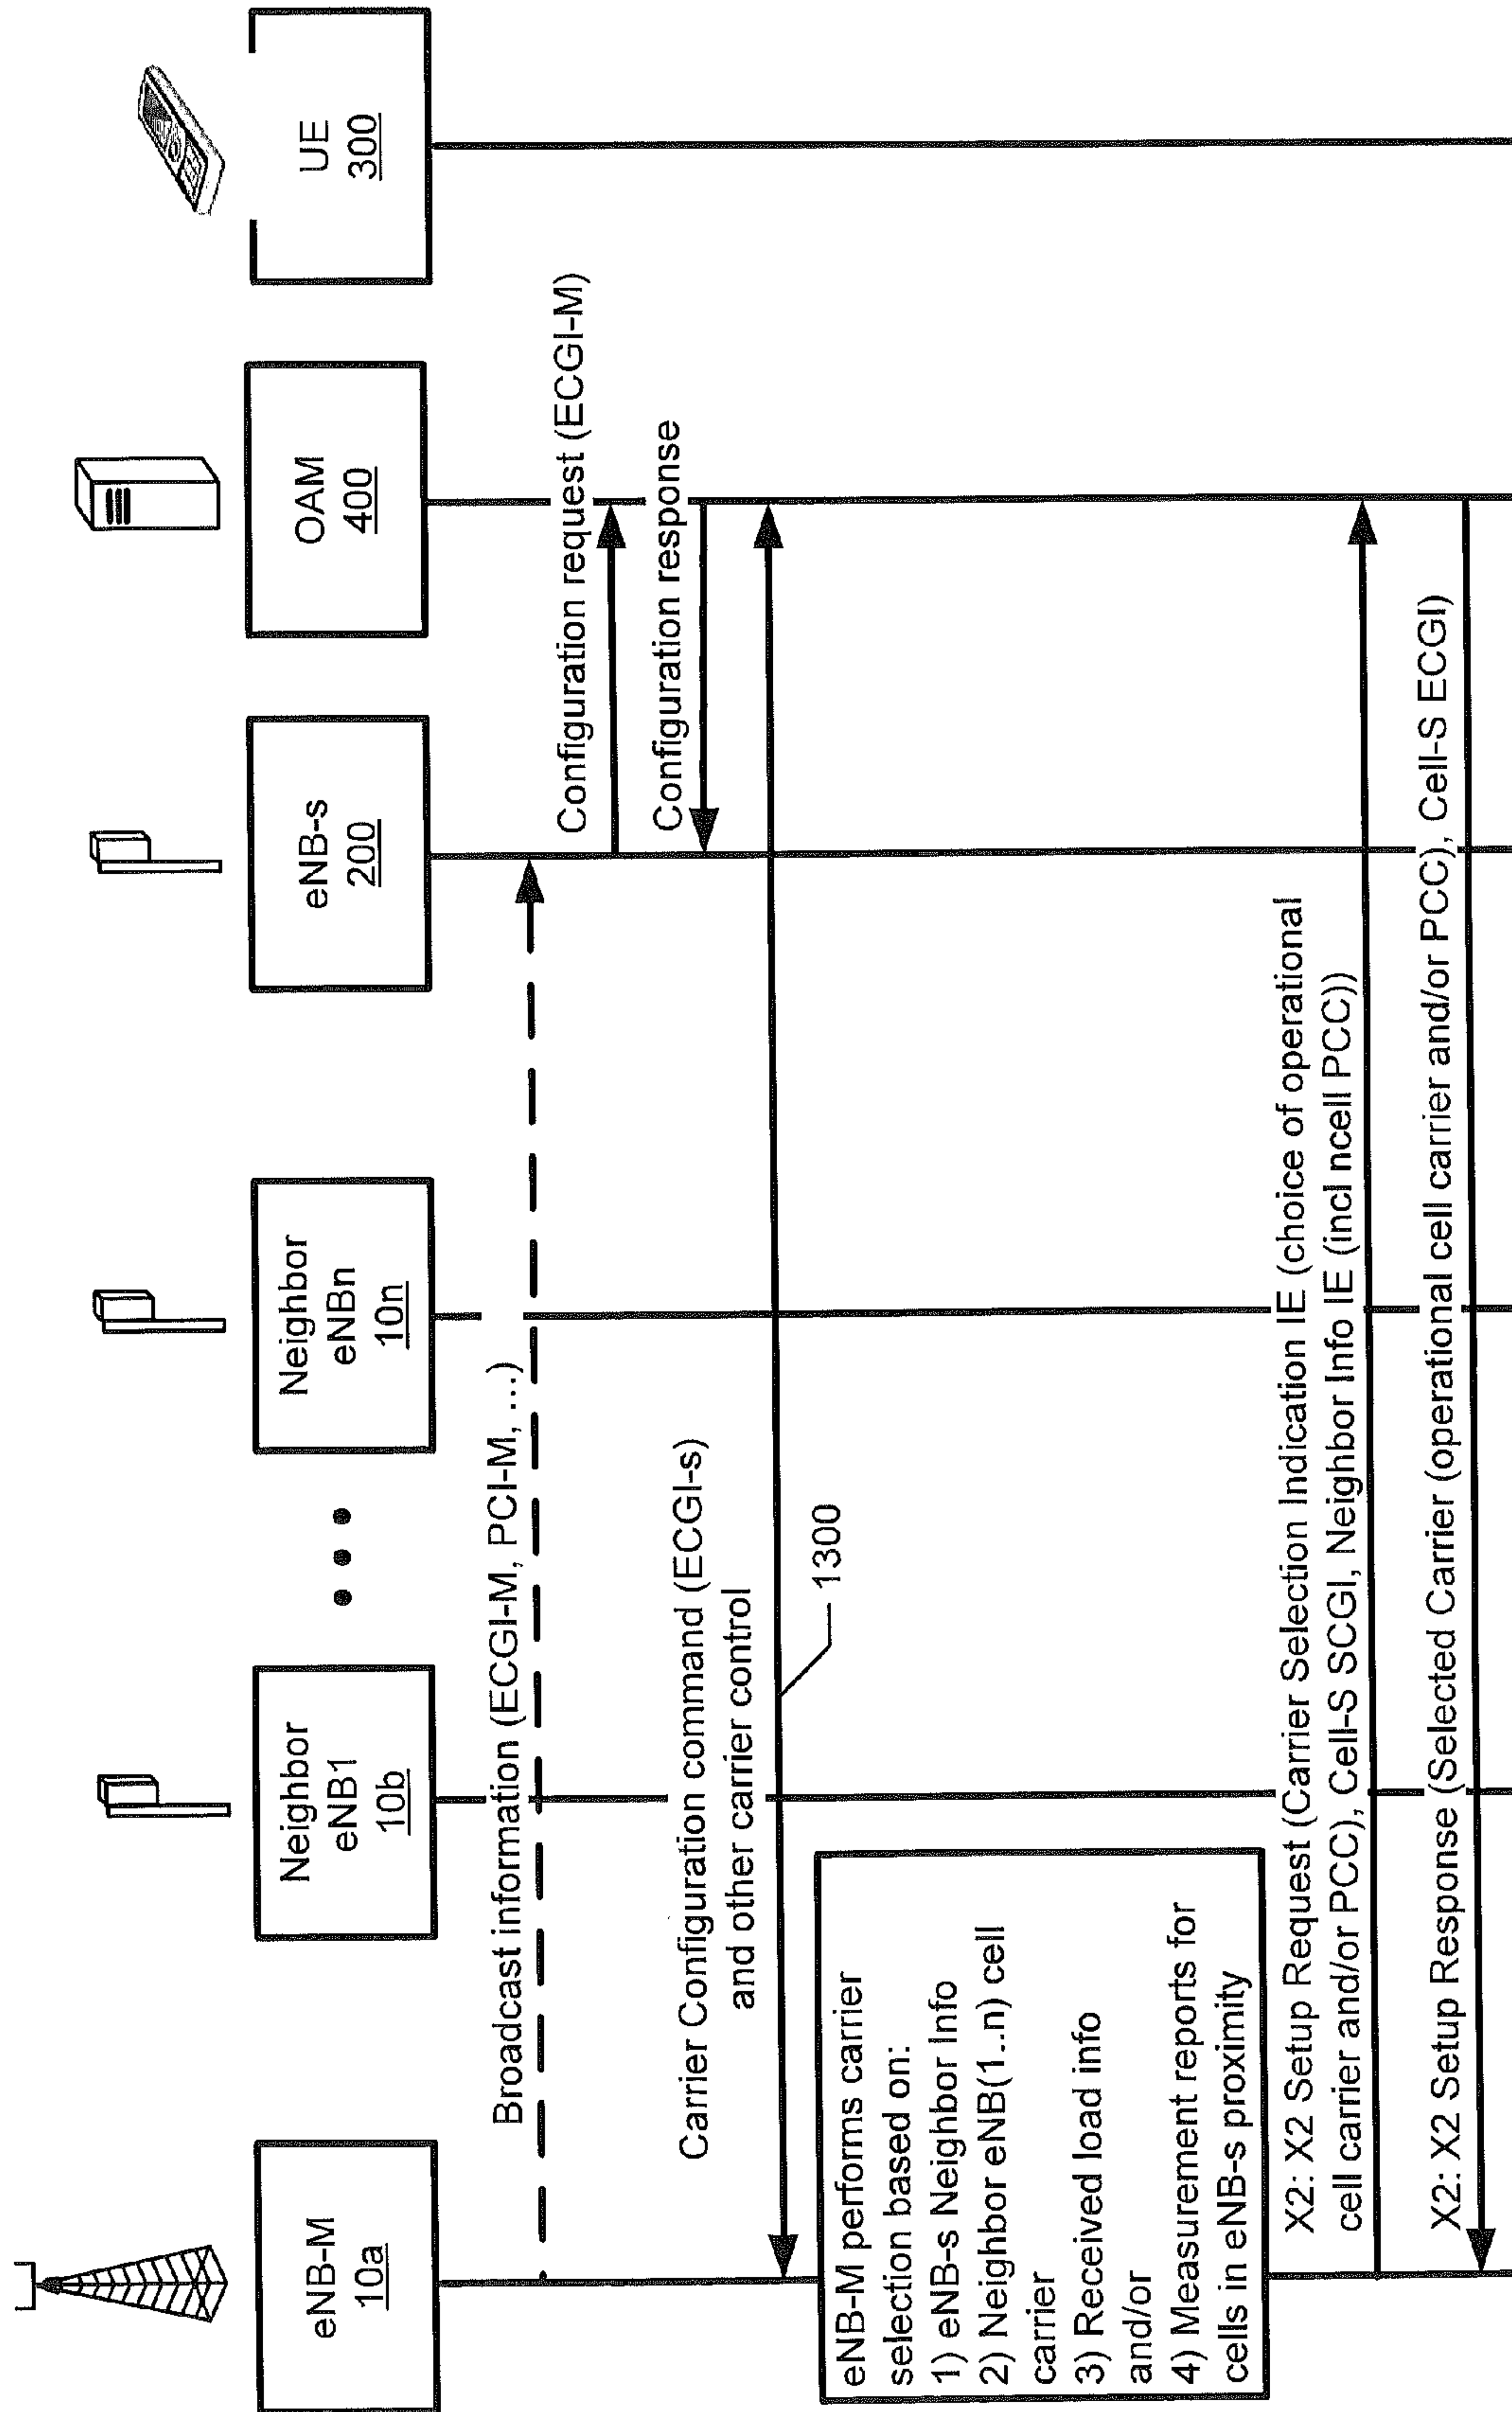 eNB-M
10a
Neighbor
eNB1
10b
Neighbor
eNBn
10n
eNB-s
200
OAM
400
UE
300
Broadcast information (ECGI-M, PCI-M, ...)
Configuration request (ECGI-M)
Configuration response
Carrier Configuration command (ECGI-s)
and other carrier control
1300
eNB-M performs carrier
selection based on:
1) eNB-s Neighbor Info
2) Neighbor eNB(1..n) cell
carrier
3) Received load info
and/or
4) Measurement reports for
cells in eNB-s proximity
X2: X2 Setup Request (Carrier Selection Indication IE (choice of operational
cell carrier and/or PCC), Cell-S SCGI, Neighbor Info IE (incl ncell PCC))
X2: X2 Setup Response (Selected Carrier (operational cell carrier and/or PCC), Cell-S ECGI)